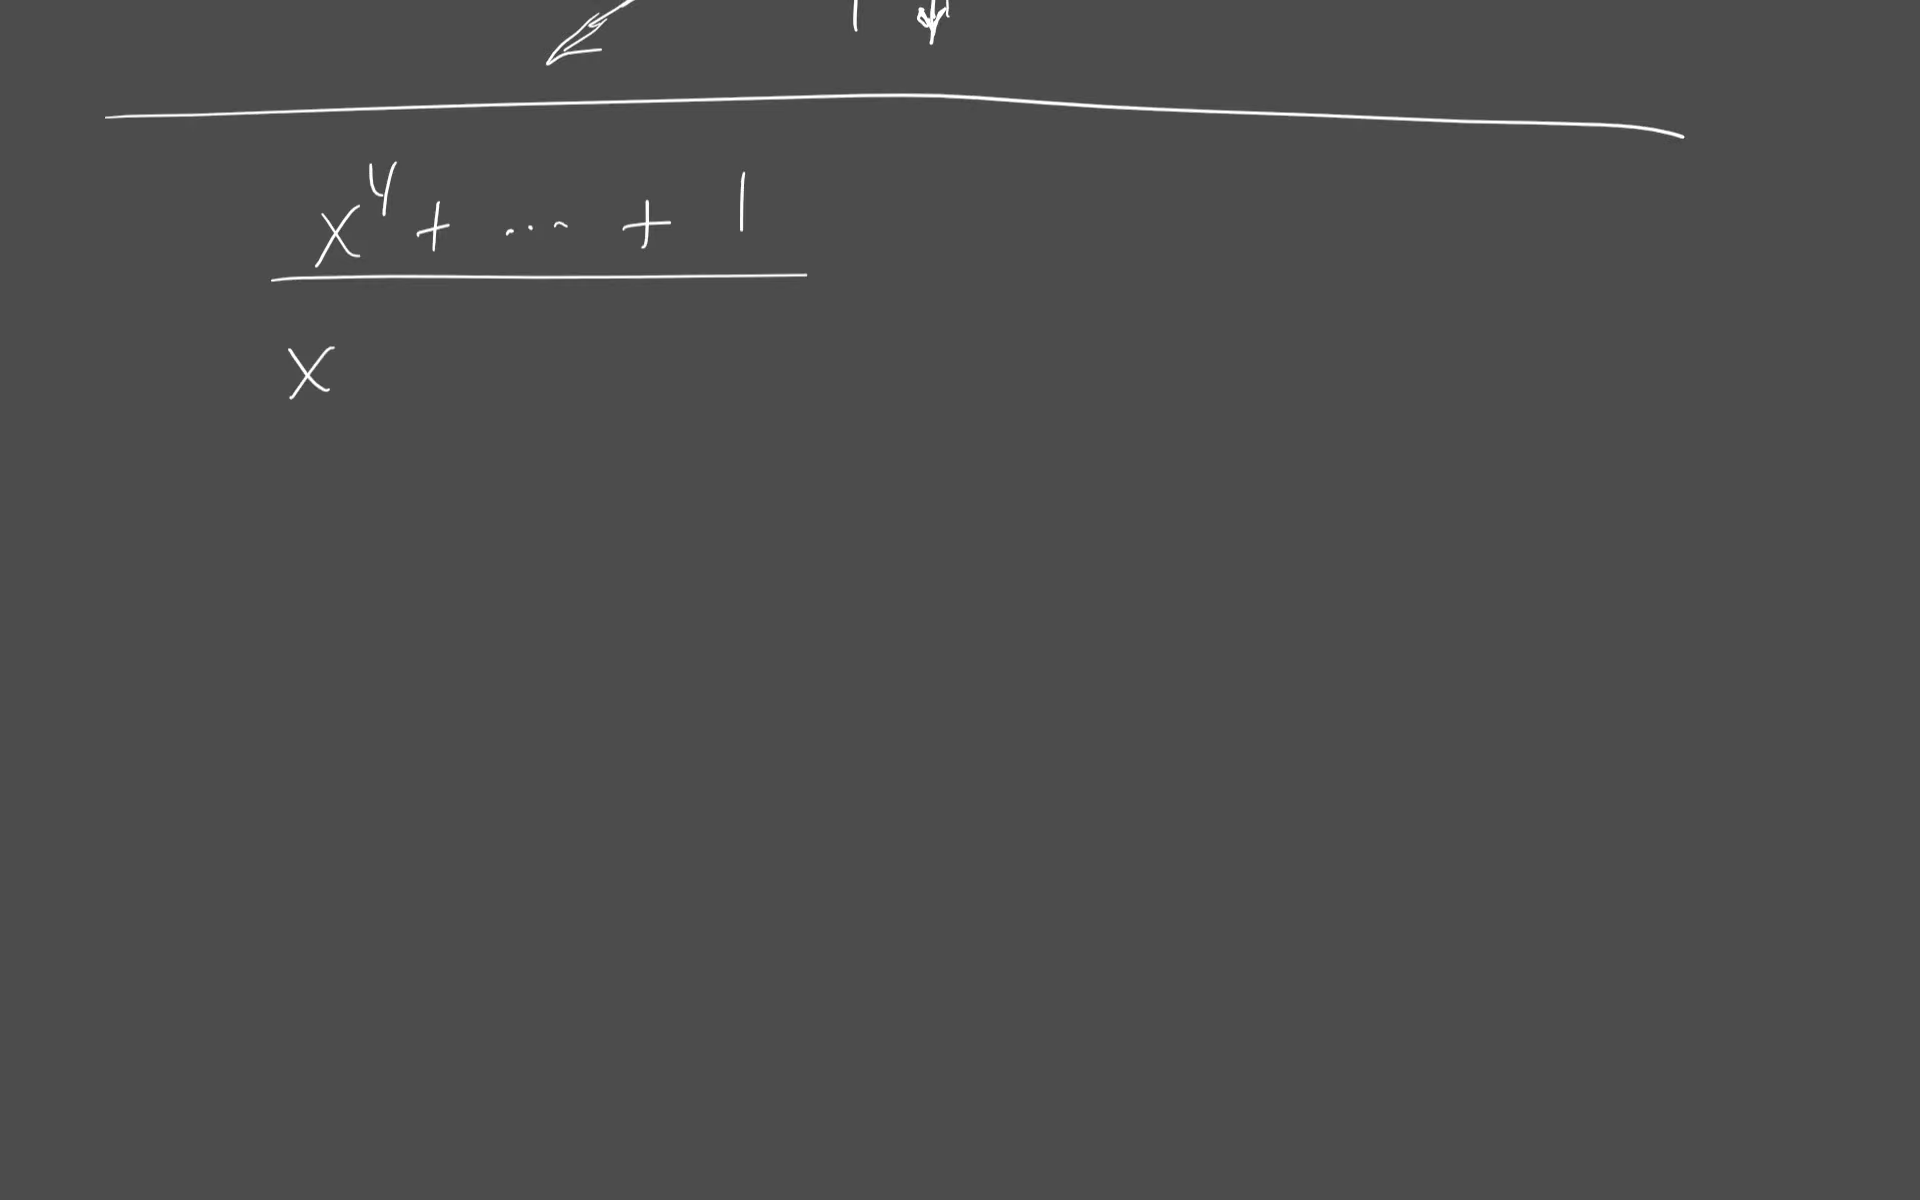 x⁴ + ... + 1
x